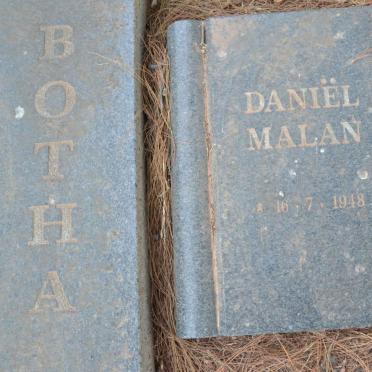 BOTHA
DANIËL
MALAN
* 16 . 7 . 1948